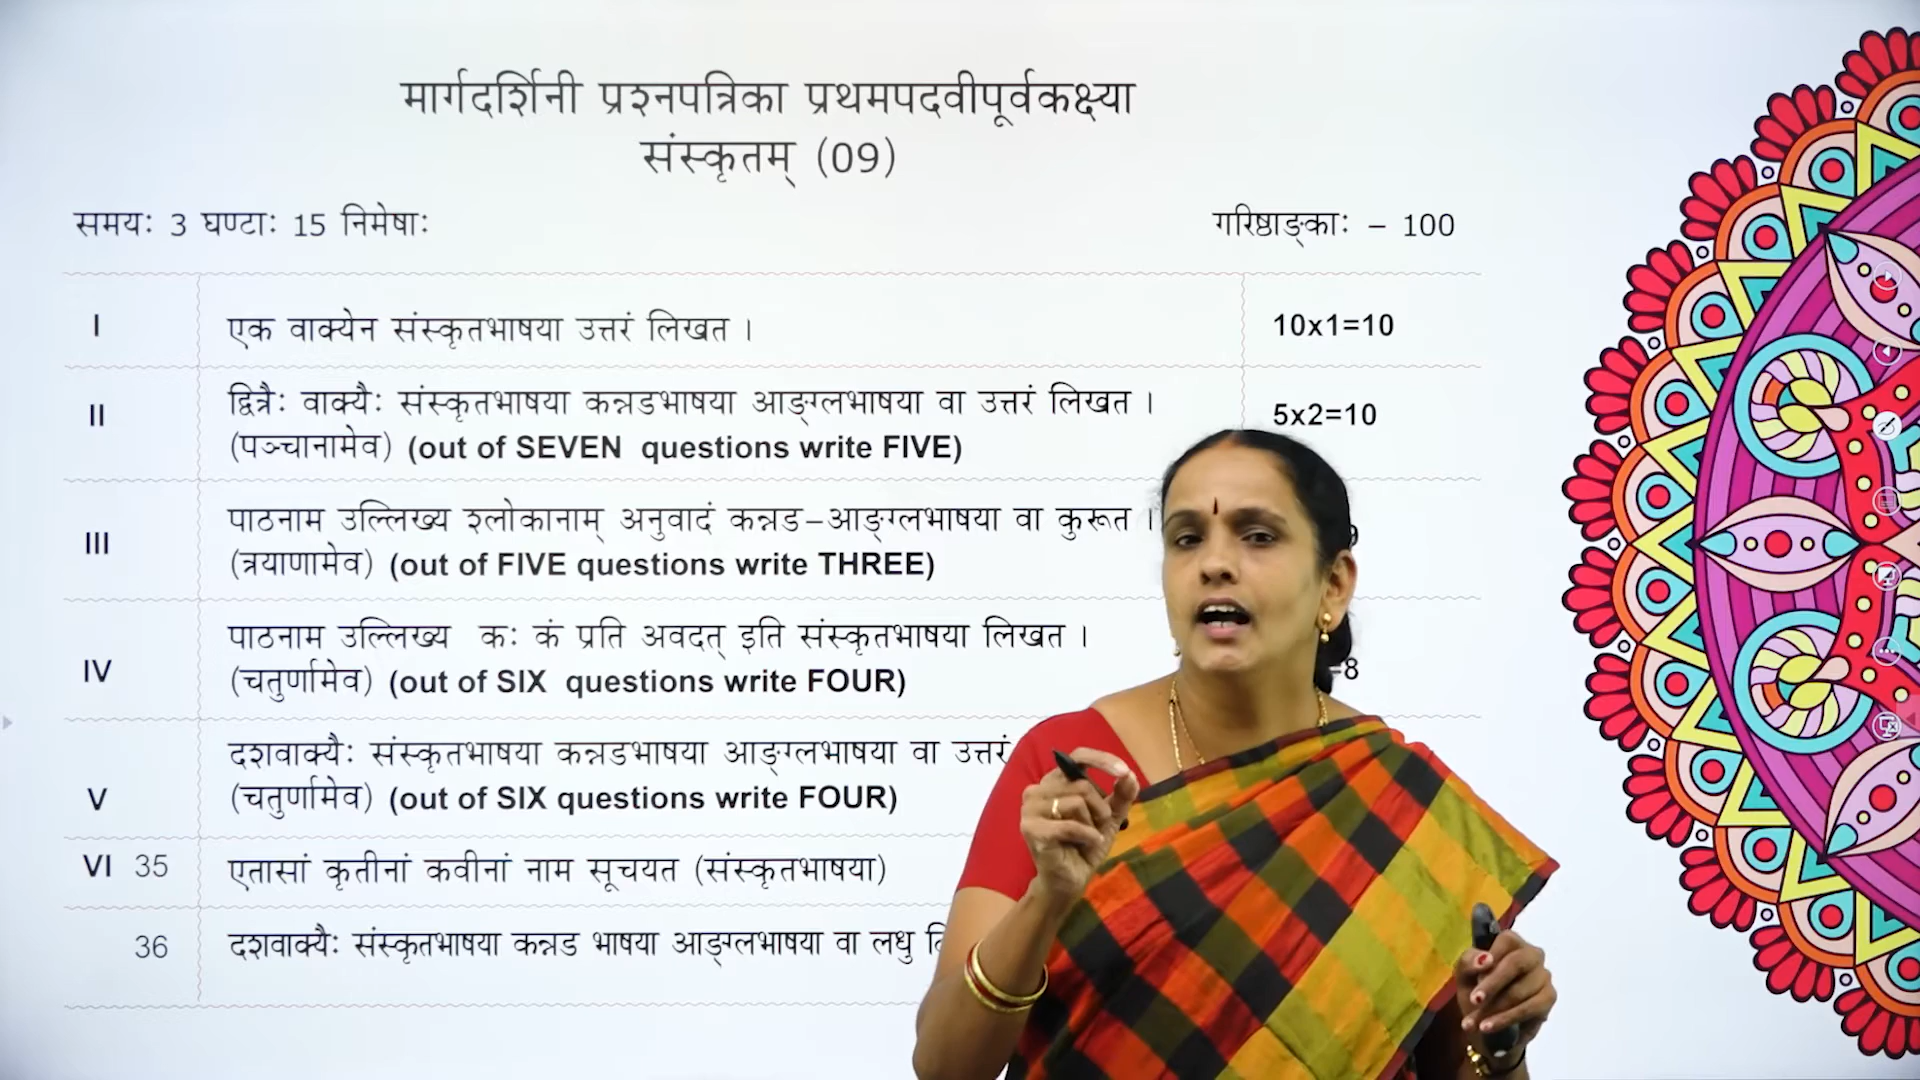 मार्गदर्शिनी प्रश्नपत्रिका प्रथमपदवीपूर्वकक्ष्या
संस्कृतम् (09)
समयः 3 घण्टाः 15 निमेषाः
गरिष्ठाङ्काः – 100
I एक वाक्येन संस्कृतभाषया उत्तरं लिखत । 10x1=10
II द्वित्रैः वाक्यैः संस्कृतभाषया कन्नडभाषया आङ्ग्लभाषया वा उत्तरं लिखत । 5x2=10
(पञ्चानामेव) (out of SEVEN questions write FIVE)
III पाठनाम उल्लिख्य श्लोकानाम् अनुवादं कन्नड–आङ्ग्लभाषया वा कुरूत ।
(त्रयाणामेव) (out of FIVE questions write THREE)
IV पाठनाम उल्लिख्य कः कं प्रति अवदत् इति संस्कृतभाषया लिखत ।
(चतुर्णामेव) (out of SIX questions write FOUR) =8
V दशवाक्यैः संस्कृतभाषया कन्नडभाषया आङ्ग्लभाषया वा उत्तरं
(चतुर्णामेव) (out of SIX questions write FOUR)
VI 35 एतासां कृतीनां कवीनां नाम सूचयत (संस्कृतभाषया)
36 दशवाक्यैः संस्कृतभाषया कन्नड भाषया आङ्ग्लभाषया वा लधु